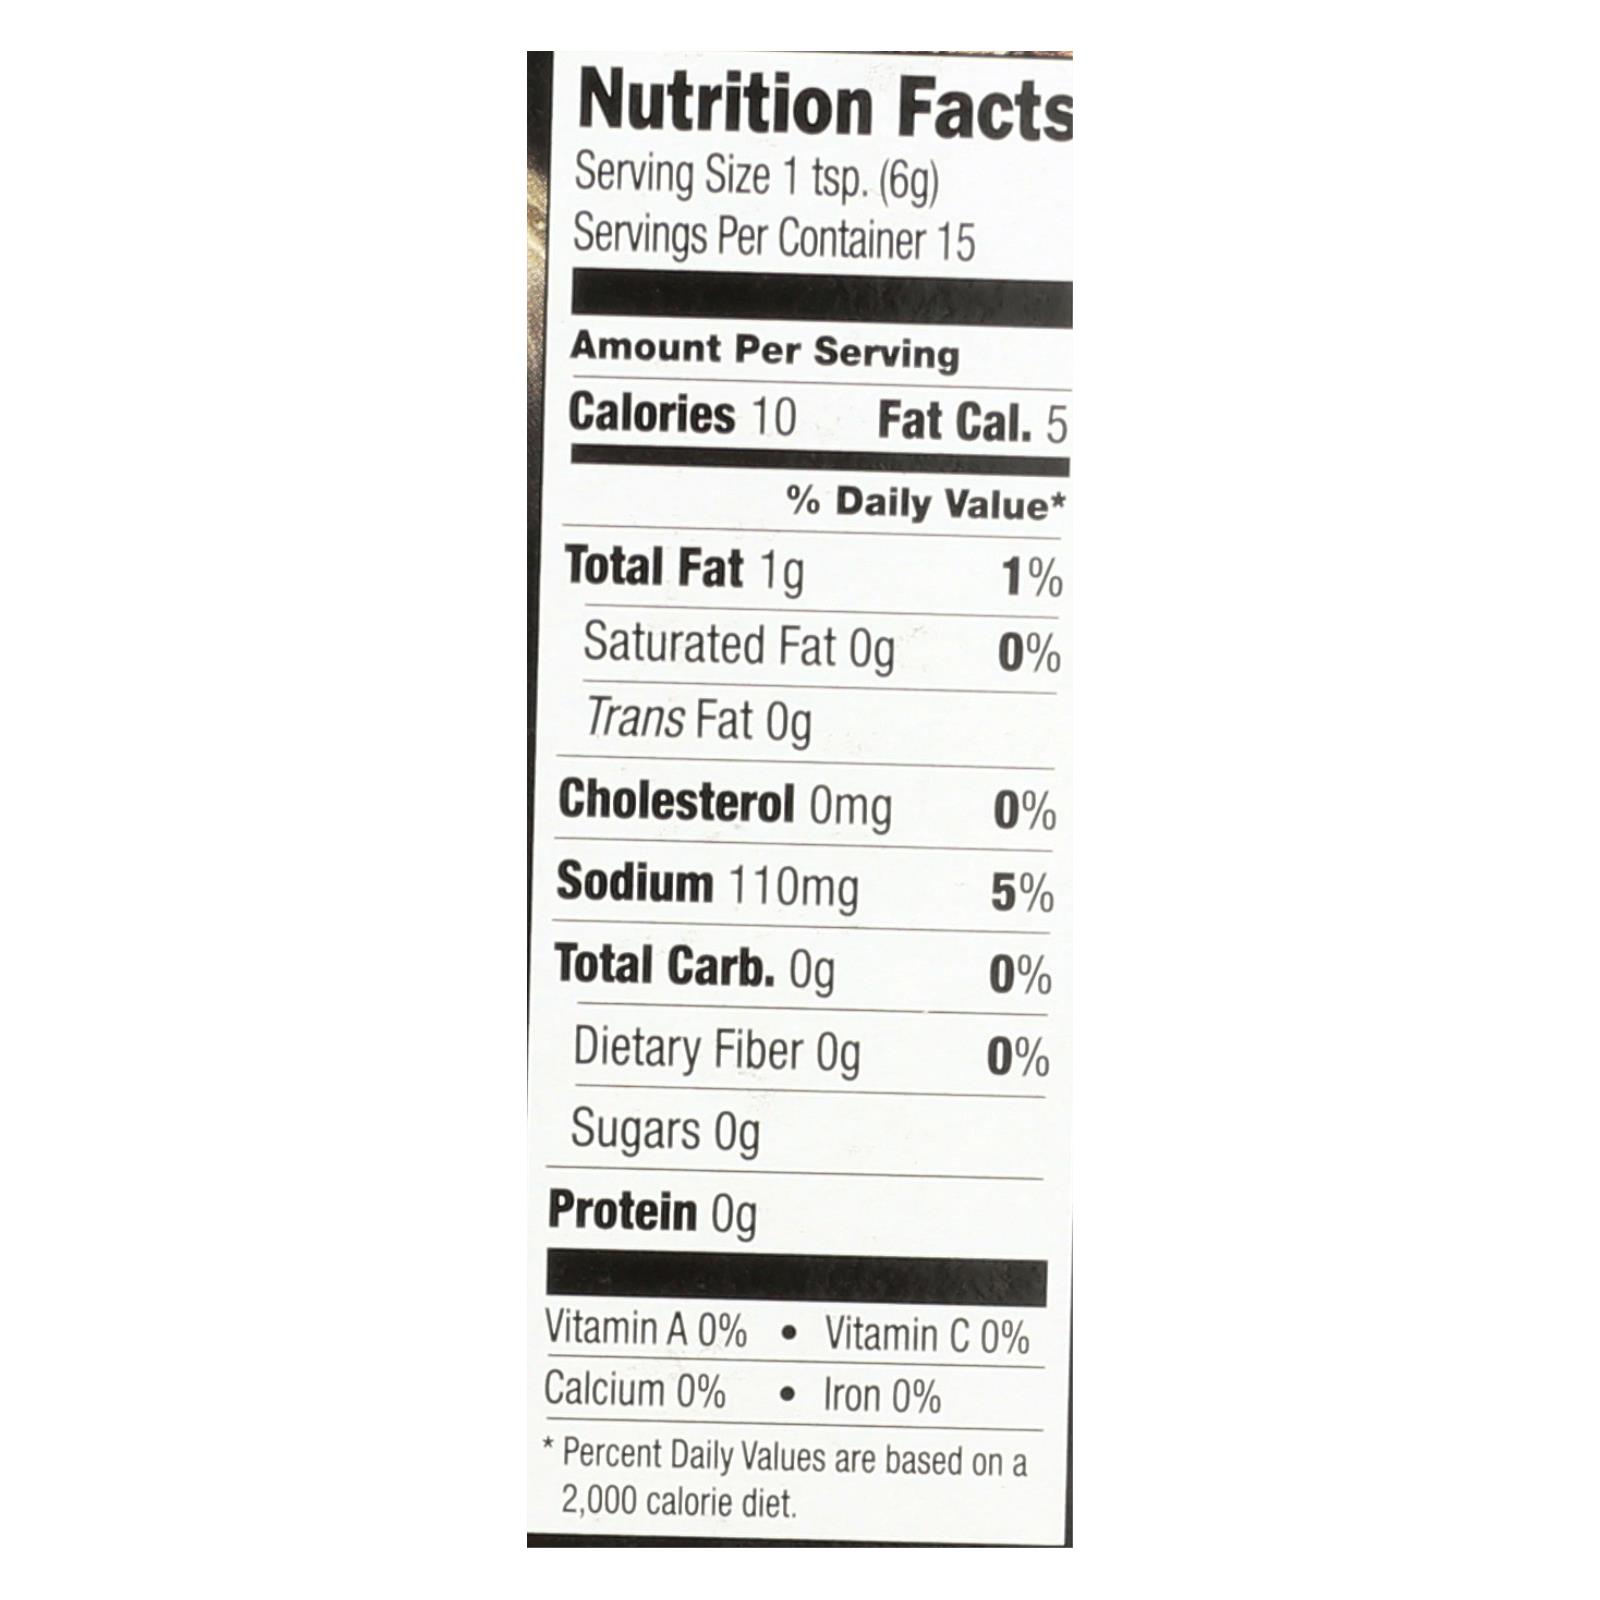 Nutrition Facts
Serving Size 1 tsp. (6g)
Servings Per Container 15
Amount Per Serving
Calories 10 Fat Cal. 5
% Daily Value*
Total Fat 1g 1%
Saturated Fat 0g 0%
Trans Fat 0g
Cholesterol 0mg 0%
Sodium 110mg 5%
Total Carb. 0g 0%
Dietary Fiber 0g 0%
Sugars 0g
Protein 0g
Vitamin A 0% • Vitamin C 0%
Calcium 0% • Iron 0%
* Percent Daily Values are based on a
2,000 calorie diet.